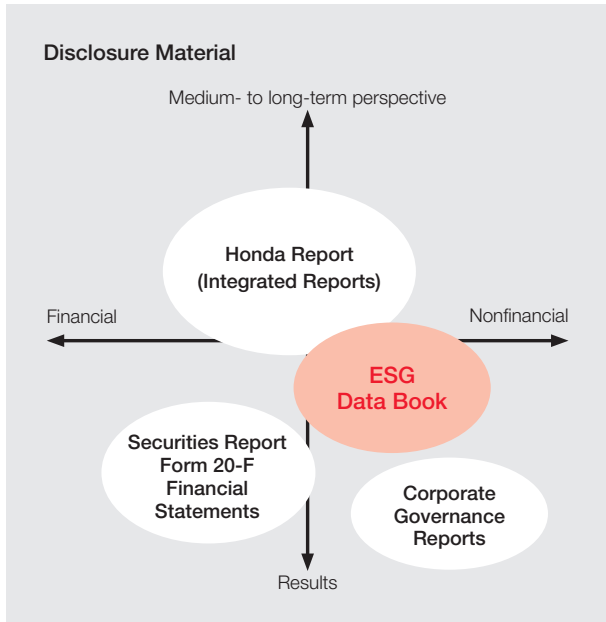 Disclosure Material
Medium- to long-term perspective
Honda Report
(Integrated Reports)
Financial
Nonfinancial
ESG
Data Book
Securities Report
Form 20-F
Financial
Statements
Corporate
Governance
Reports
Results